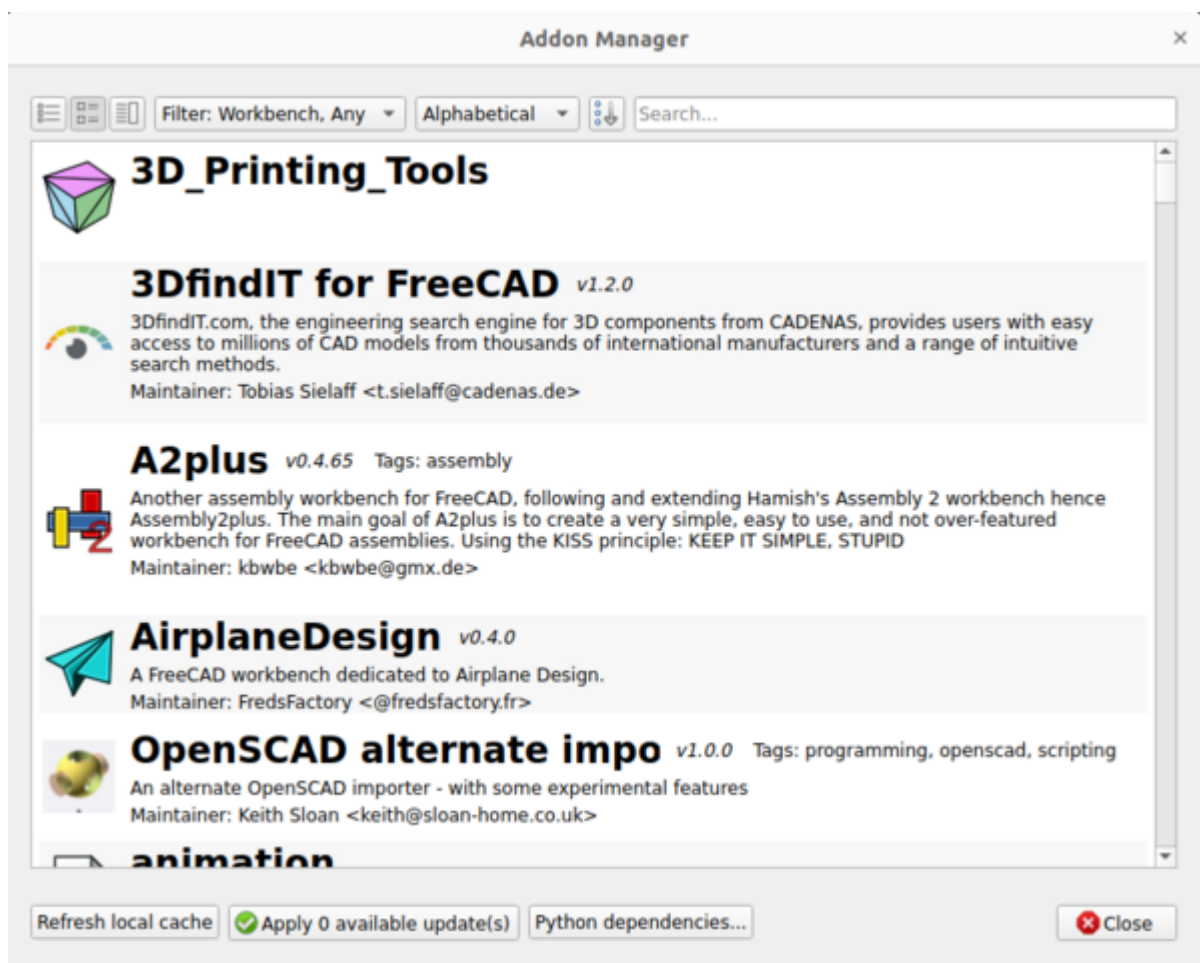 Addon Manager
Filter: Workbench, Any Alphabetical Search...
3D_Printing_Tools
3DfindIT for FreeCAD v1.2.0
3DfindIT.com, the engineering search engine for 3D components from CADENAS, provides users with easy
access to millions of CAD models from thousands of international manufacturers and a range of intuitive
search methods.
Maintainer: Tobias Sielaff <t.sielaff@cadenas.de>
A2plus v0.4.65 Tags: assembly
Another assembly workbench for FreeCAD, following and extending Hamish's Assembly 2 workbench hence
Assembly2plus. The main goal of A2plus is to create a very simple, easy to use, and not over-featured
workbench for FreeCAD assemblies. Using the KISS principle: KEEP IT SIMPLE, STUPID
2
Maintainer: kbwbe <kbwbe@gmx.de>
AirplaneDesign v0.4.0
A FreeCAD workbench dedicated to Airplane Design.
Maintainer: FredsFactory <@fredsfactory.fr>
OpenSCAD alternate impo v1.0.0 Tags: programming, openscad, scripting
An alternate OpenSCAD importer - with some experimental features
Maintainer: Keith Sloan <keith@sloan-home.co.uk>
animation
Refresh local cache Apply 0 available update(s) Python dependencies... Close